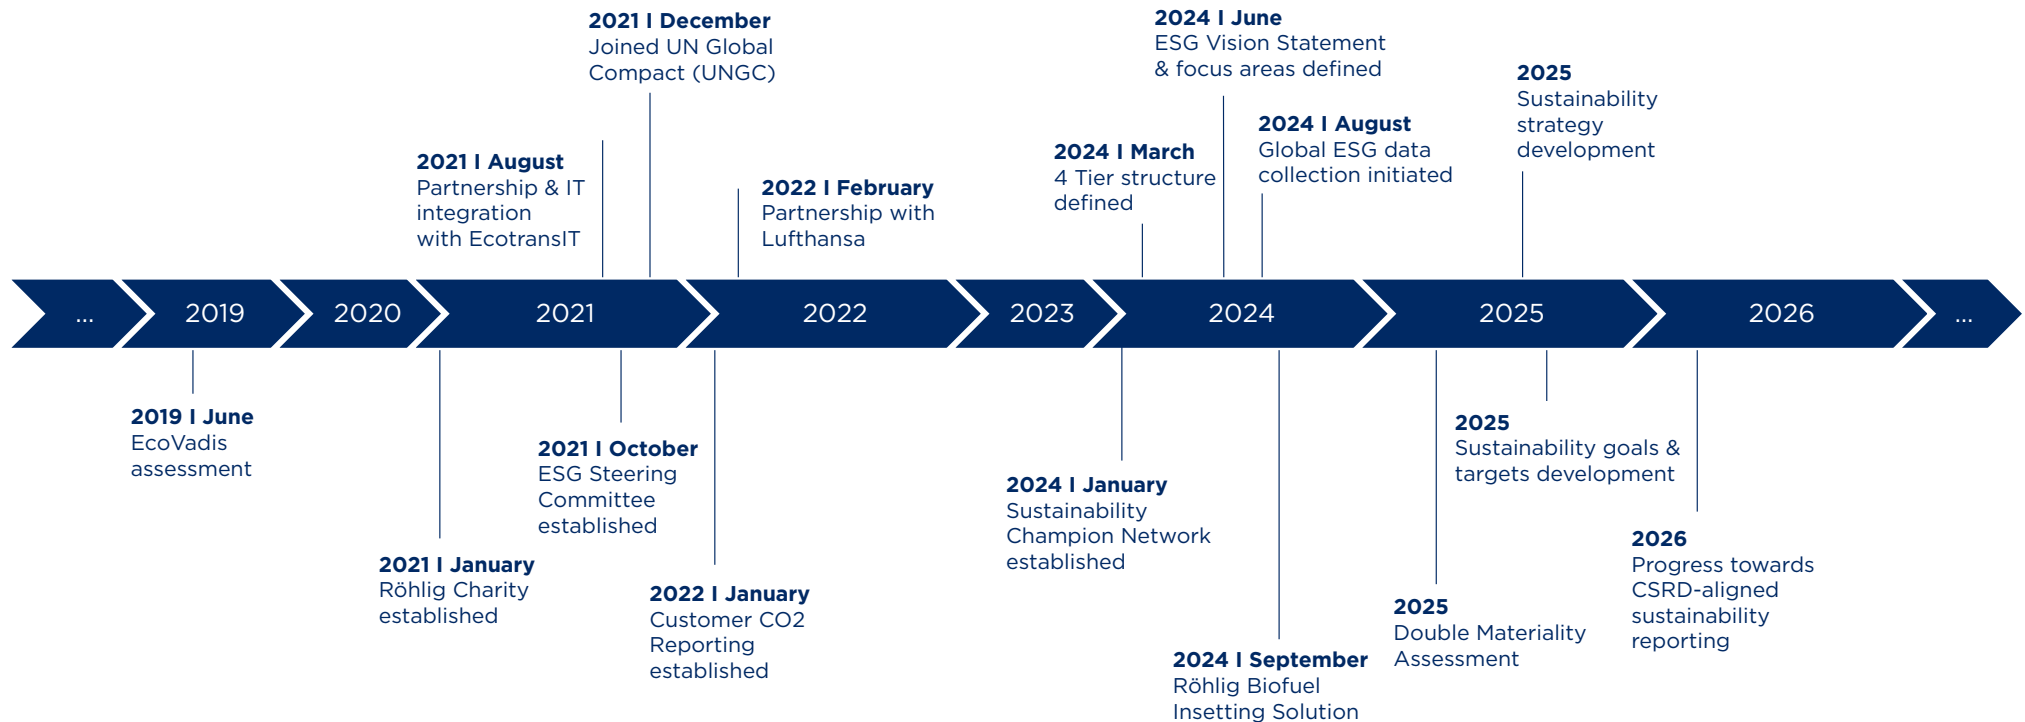 2021 I December
Joined UN Global
Compact (UNGC)
2024 I June
ESG Vision Statement
& focus areas defined
2025
Sustainability
strategy
development
2024 I August
Global ESG data
collection initiated
2024 I March
4 Tier structure
defined
2021 I August
Partnership & IT
integration
with EcotransIT
2022 I February
Partnership with
Lufthansa
...
2019
2020
2021
2022
2023
2024
2025
2026
...
2019 I June
EcoVadis
assessment
2021 I October
ESG Steering
Committee
established
2025
Sustainability goals &
targets development
2024 I January
Sustainability
Champion Network
established
2021 I January
Röhlig Charity
established
2022 I January
Customer CO2
Reporting
established
2026
Progress towards
CSRD-aligned
sustainability
reporting
2025
Double Materiality
Assessment
2024 I September
Röhlig Biofuel
Insetting Solution